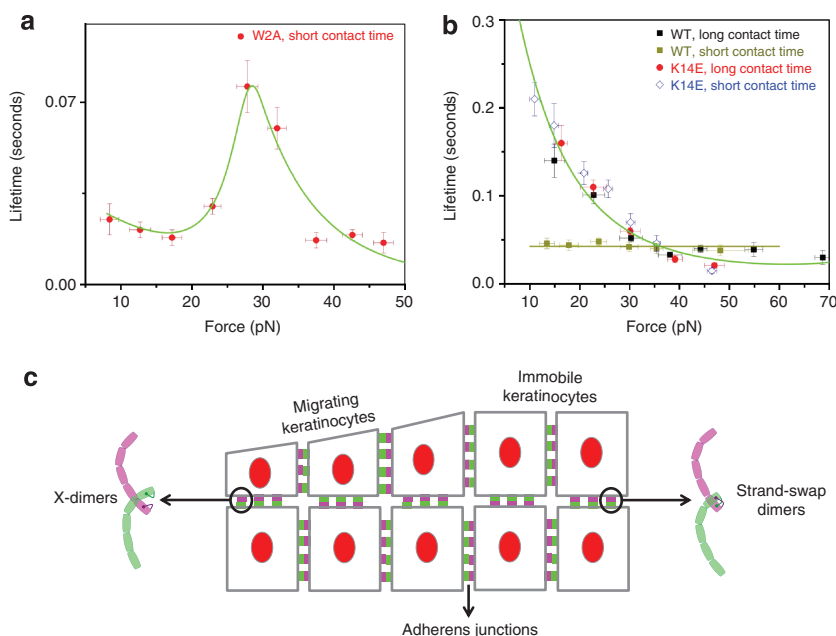 a
W2A, short contact time
0.07
0.00
Lifetime (seconds)
10
20
30
40
50
Force (pN)
b
WT, long contact time
WT, short contact time
K14E, long contact time
K14E, short contact time
0.3
0.2
0.1
0.0
Lifetime (seconds)
10
20
30
40
50
60
70
Force (pN)
c
Migrating
keratinocytes
Immobile
keratinocytes
X-dimers
Strand-swap
dimers
Adherens junctions